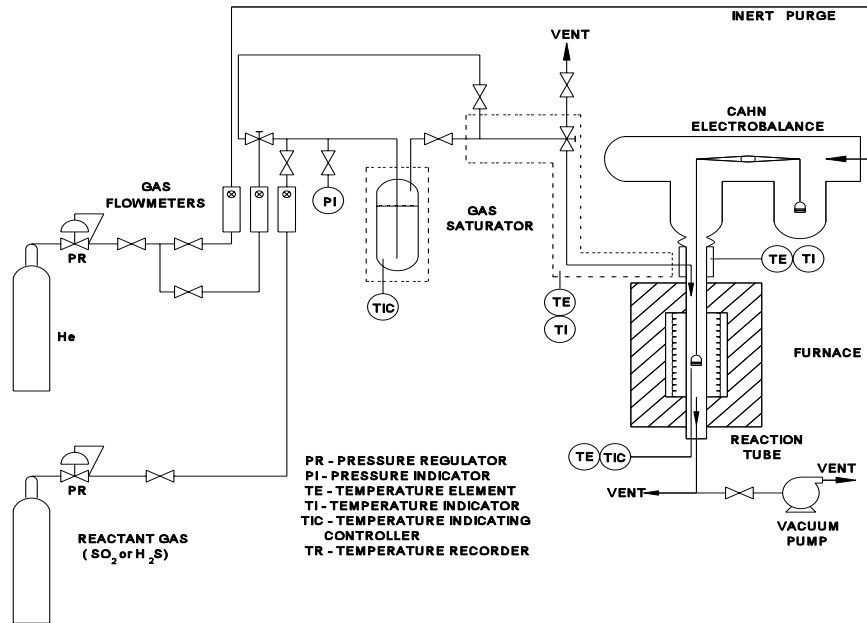 INERT PURGE
VENT
CAHN
ELECTROBALANCE
GAS
FLOWMETERS
PI
GAS
SATURATOR
PR
TE TI
TIC
TE
TI
He
FURNACE
REACTION
TUBE
TE TIC
PR
VENT
VENT
VACUUM
PUMP
REACTANT GAS
( SO2 or H2S )
PR - PRESSURE REGULATOR
PI - PRESSURE INDICATOR
TE - TEMPERATURE ELEMENT
TI - TEMPERATURE INDICATOR
TIC - TEMPERATURE INDICATING
CONTROLLER
TR - TEMPERATURE RECORDER